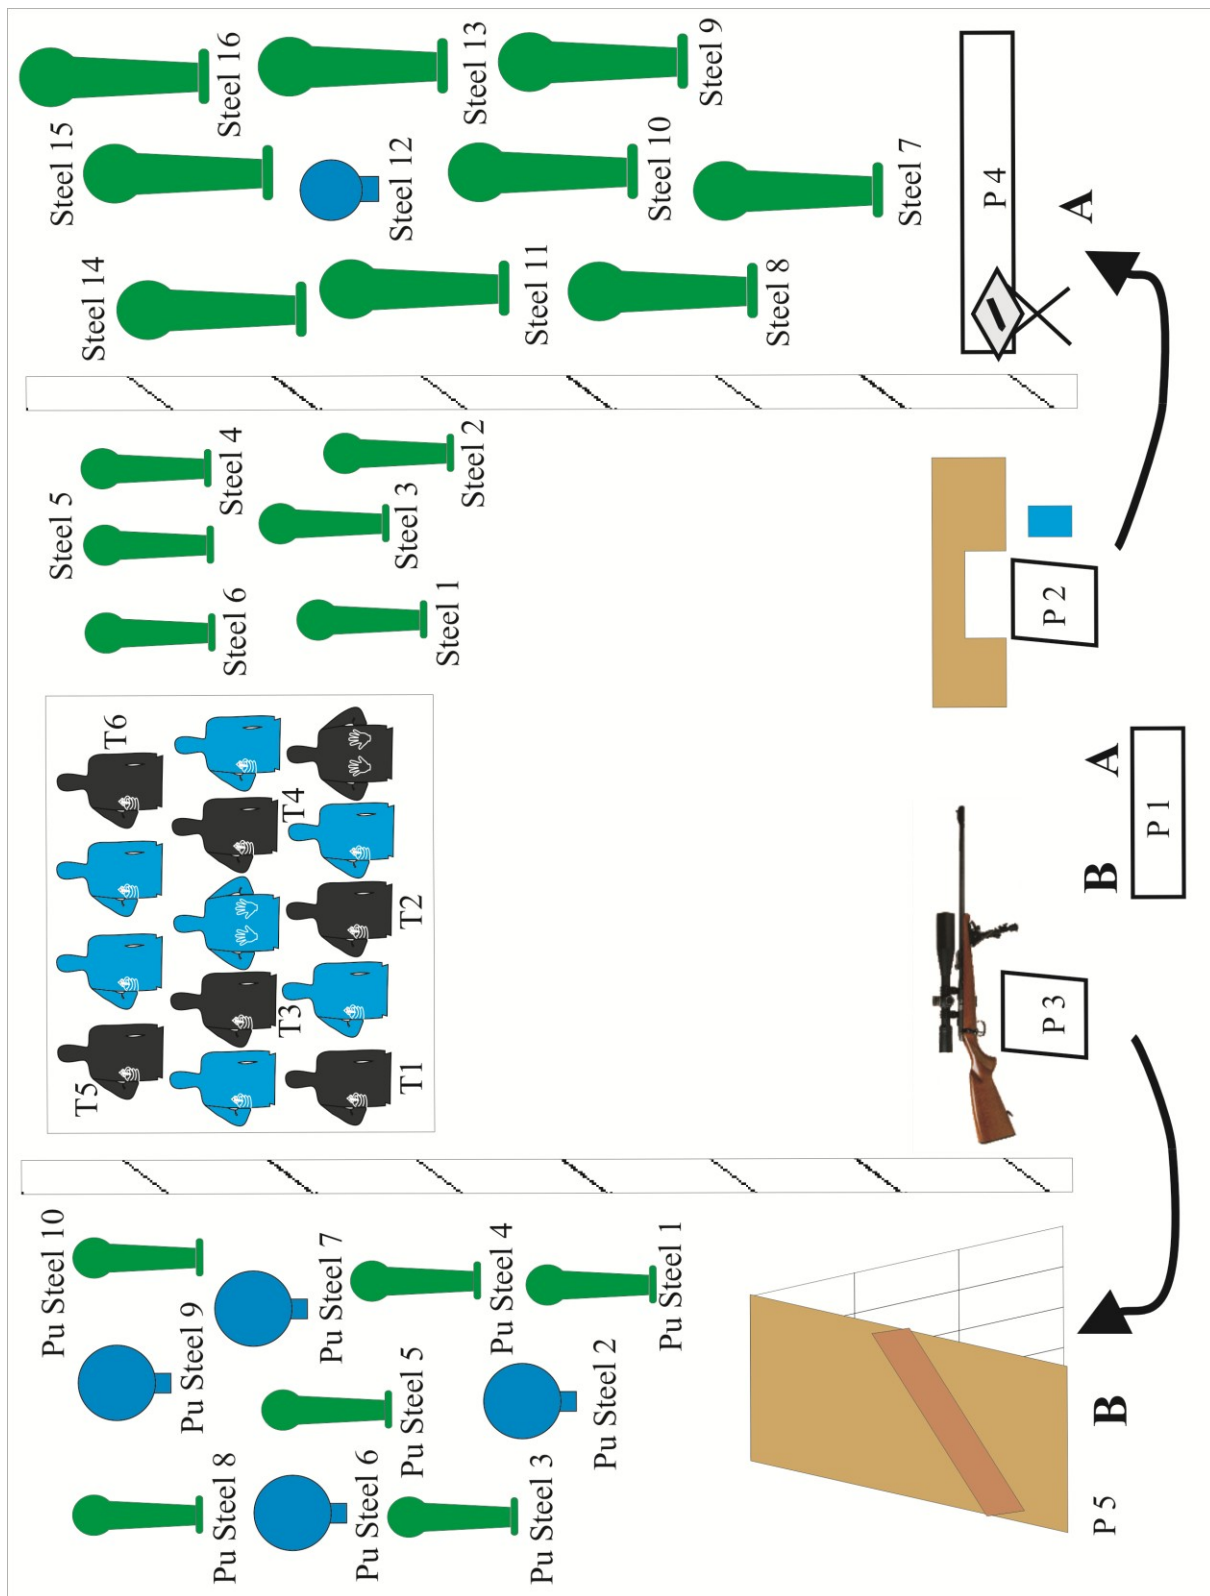 Steel 16
Steel 13
Steel 9
Steel 15
Steel 12
Steel 10
Steel 7
Steel 14
Steel 11
Steel 8
P 4
A
Steel 4
Steel 2
Steel 5
Steel 3
Steel 6
Steel 1
P 2
T6
T4
T2
T3
T5
T1
A
B
P 1
P 3
Pu Steel 10
Pu Steel 7
Pu Steel 4
Pu Steel 1
Pu Steel 9
Pu Steel 5
Pu Steel 2
Pu Steel 8
Pu Steel 6
Pu Steel 3
B
P 5